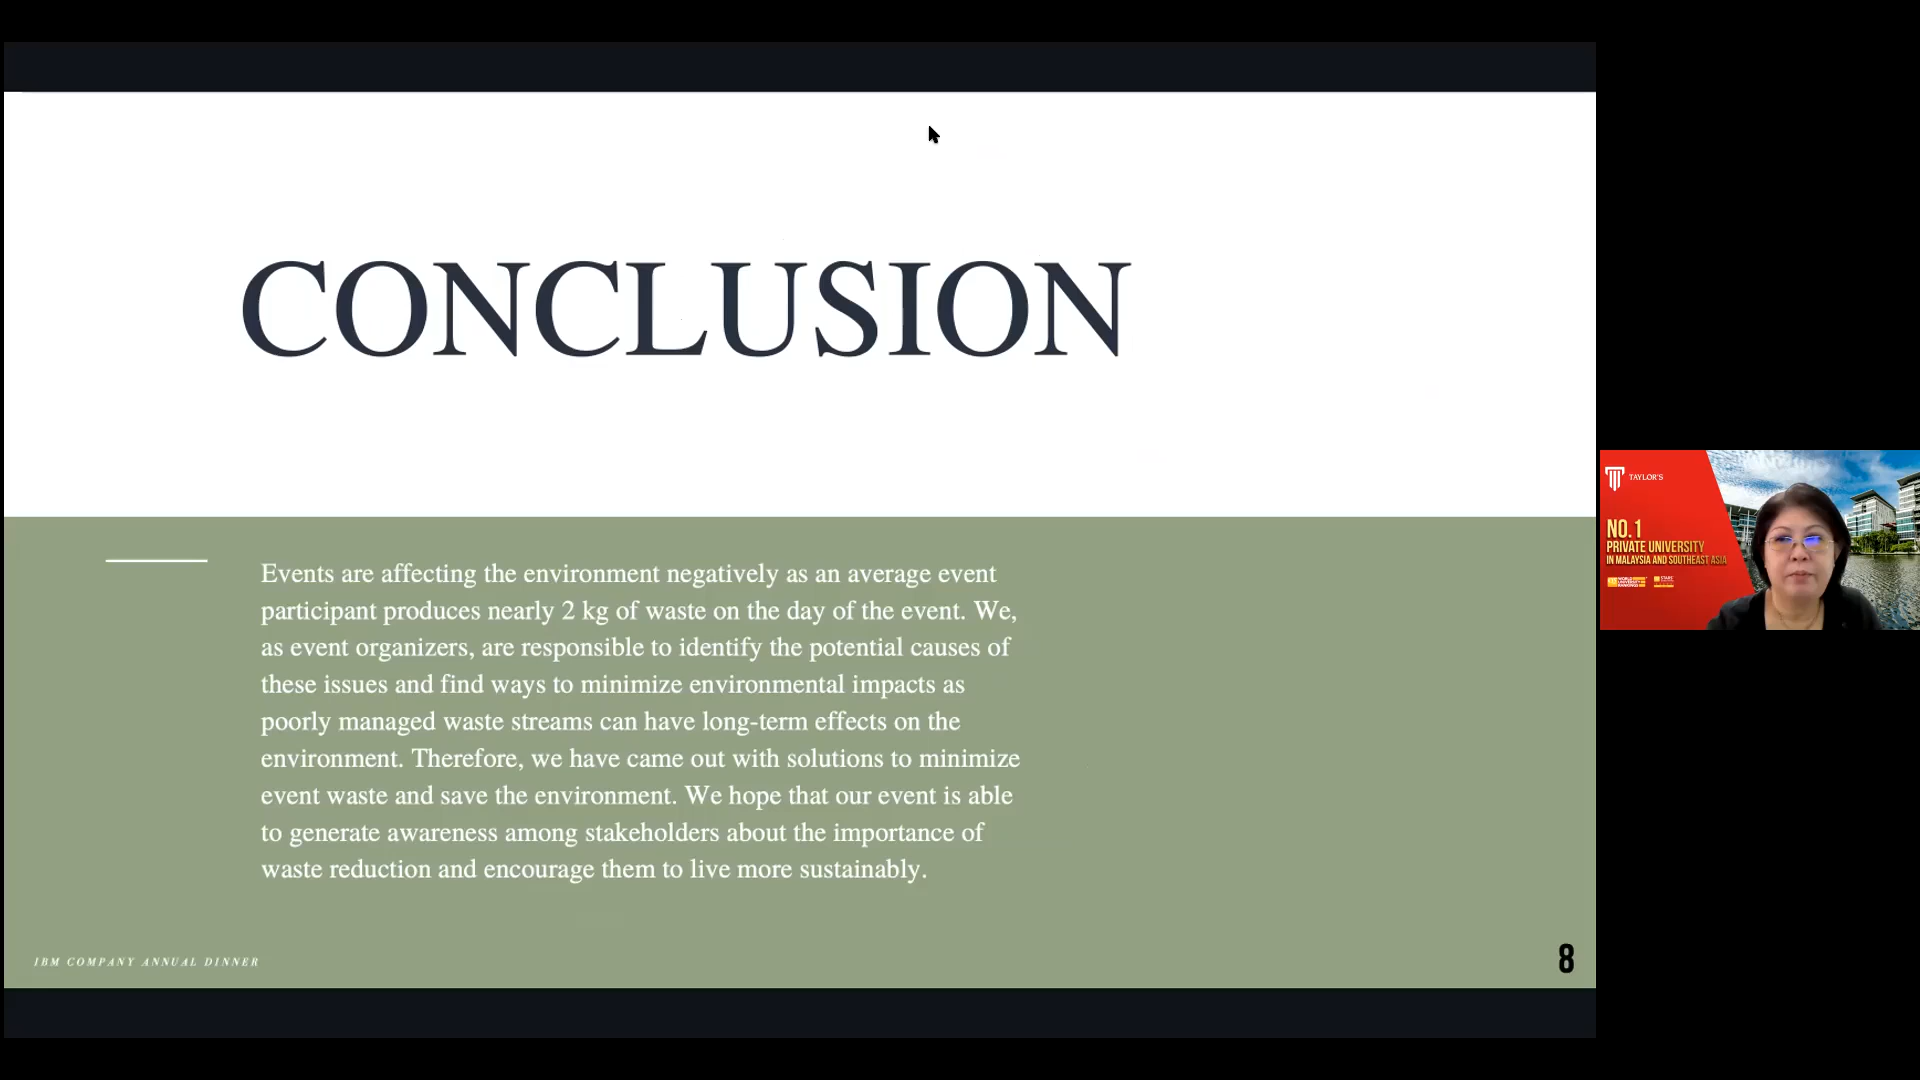 CONCLUSION
Events are affecting the environment negatively as an average event
participant produces nearly 2 kg of waste on the day of the event. We,
as event organizers, are responsible to identify the potential causes of
these issues and find ways to minimize environmental impacts as
poorly managed waste streams can have long-term effects on the
environment. Therefore, we have came out with solutions to minimize
event waste and save the environment. We hope that our event is able
to generate awareness among stakeholders about the importance of
waste reduction and encourage them to live more sustainably.
IBM COMPANY ANNUAL DINNER
8
TAYLOR'S
NO.1
PRIVATE UNIVERSITY
IN MALAYSIA AND SOUTHEAST ASIA